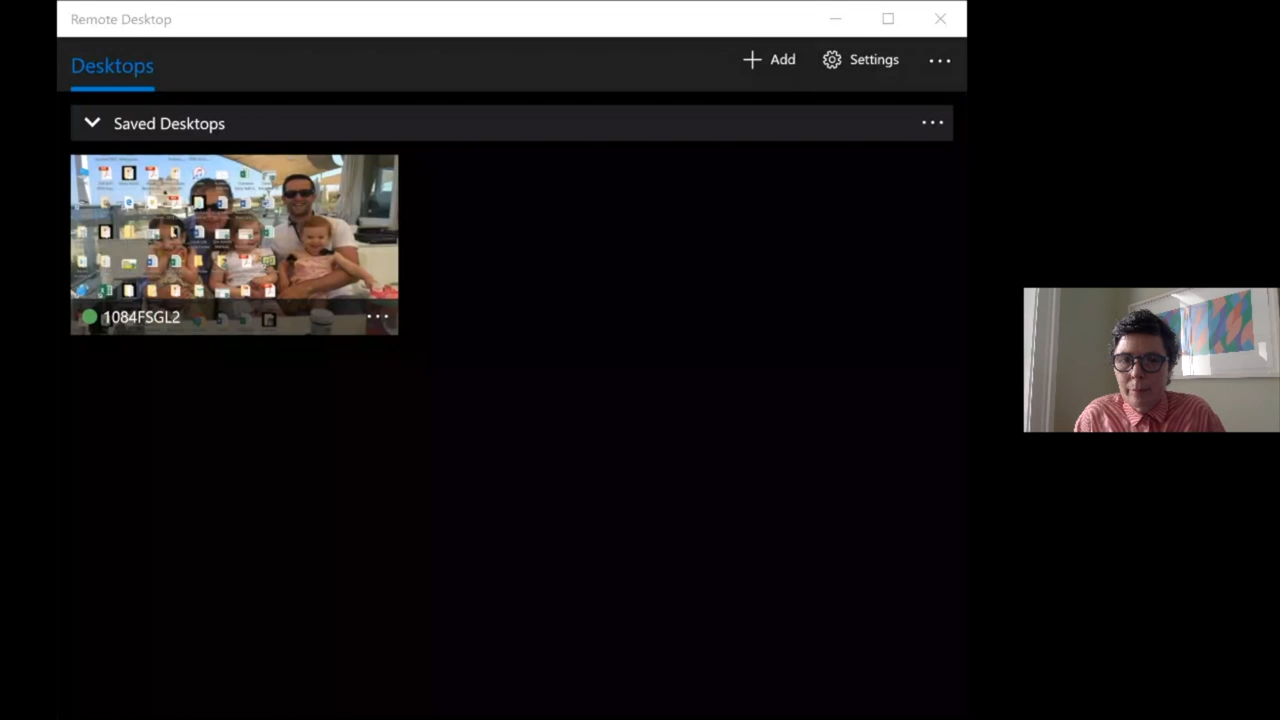 Remote Desktop
Desktops
Add
Settings
Saved Desktops
1084FSGL2